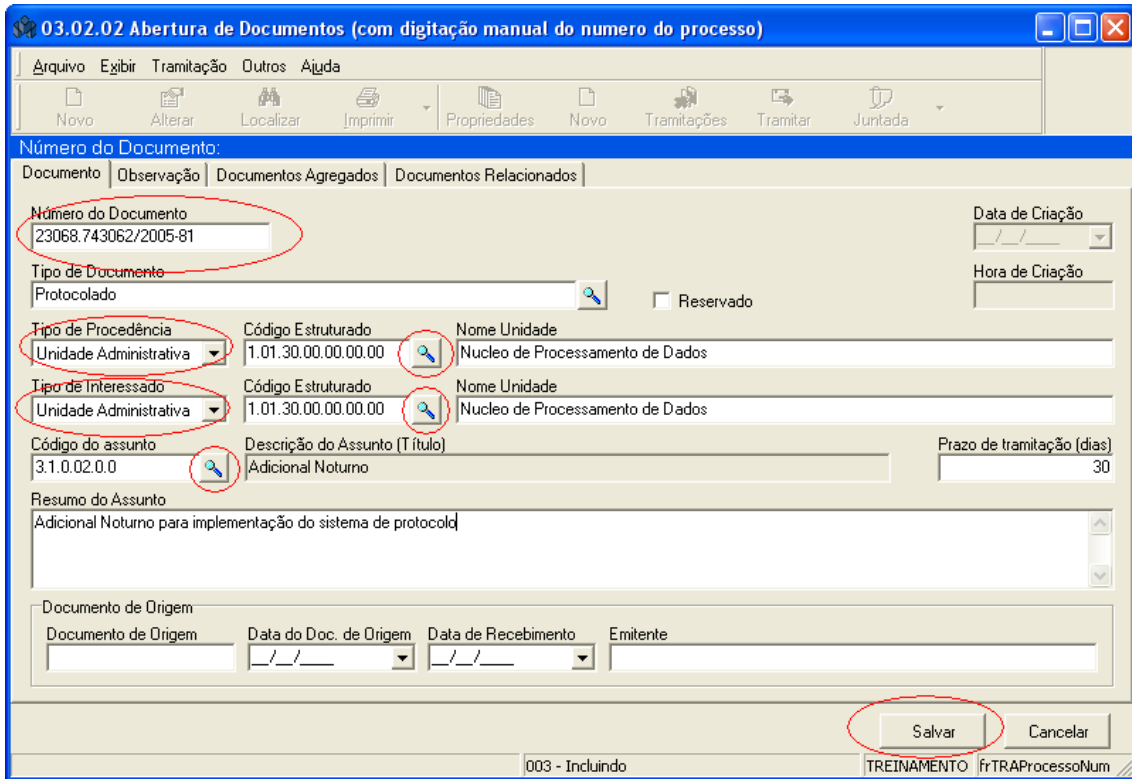 03.02.02 Abertura de Documentos (com digitação manual do numero do processo)
Arquivo Exibir Tramitação Outros Ajuda
Novo Alterar Localizar Imprimir Propriedades Novo Tramitações Tramitar Juntada
Número do Documento:
Documento Observação Documentos Agregados Documentos Relacionados
Número do Documento Data de Criação
23068.743062/2005-81 __/__/____
Tipo de Documento Hora de Criação
Protocolado Reservado
Tipo de Procedência Código Estruturado Nome Unidade
Unidade Administrativa 1.01.30.00.00.00.00 Nucleo de Processamento de Dados
Tipo de Interessado Código Estruturado Nome Unidade
Unidade Administrativa 1.01.30.00.00.00.00 Nucleo de Processamento de Dados
Código do assunto Descrição do Assunto (Título) Prazo de tramitação (dias)
3.1.0.02.0.0 Adicional Noturno 30
Resumo do Assunto
Adicional Noturno para implementação do sistema de protocolo
Documento de Origem
Documento de Origem Data do Doc. de Origem Data de Recebimento Emitente
__/__/____ __/__/____
Salvar Cancelar
003 - Incluindo TREINAMENTO frTRAProcessoNum